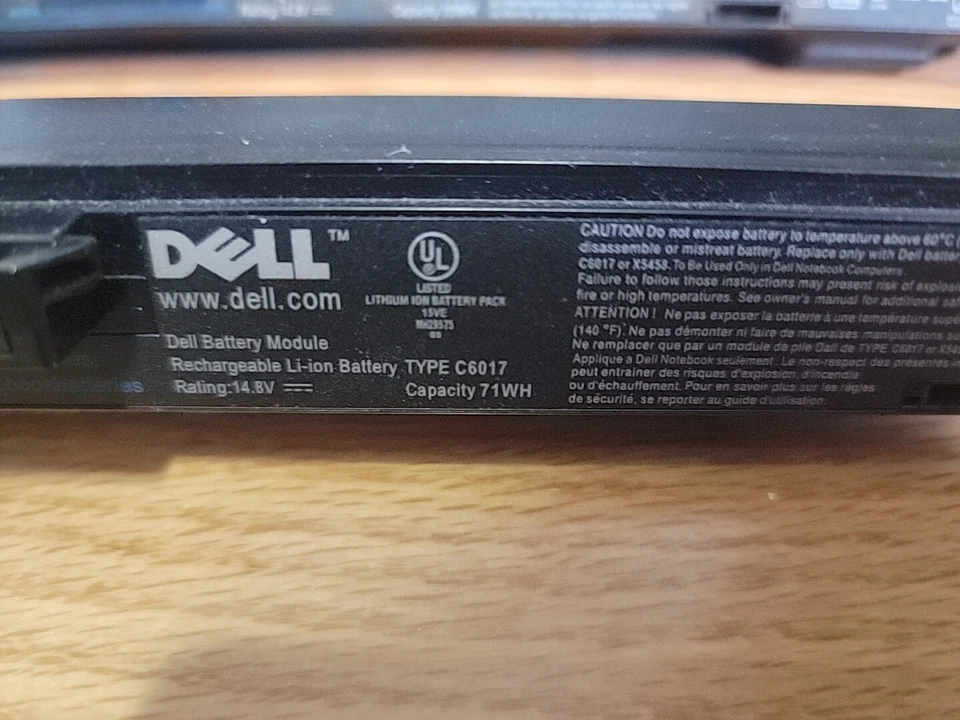 DELL™
www.dell.com
Dell Battery Module
Rechargeable Li-ion Battery TYPE C6017
Rating:14.8V Capacity 71WH
UL
LISTED
LITHIUM ION BATTERY PACK
15VE
MH29575
CAUTION Do not expose battery to temperature above 60°C
disassemble or mistreat battery. Replace only with Dell
C6017 or X5458. To Be Used Only in Dell Notebook Computers
Failure to follow those instructions may present risk of
fire or high temperatures. See owner's manual for additional
ATTENTION ! Ne pas exposer la batterie à une température
(140 °F). Ne pas démonter ni faire de mauvaises manipulations
Ne remplacer que par un module de pile Dell de TYPE C6017 or
Applique a Dell Notebook seulement. Le non-respect des
peut entraîner des risques d'explosion, d'incendie
ou d'échauffement. Pour en savoir plus sur les règles
de sécurité, se reporter au guide d'utilisation.